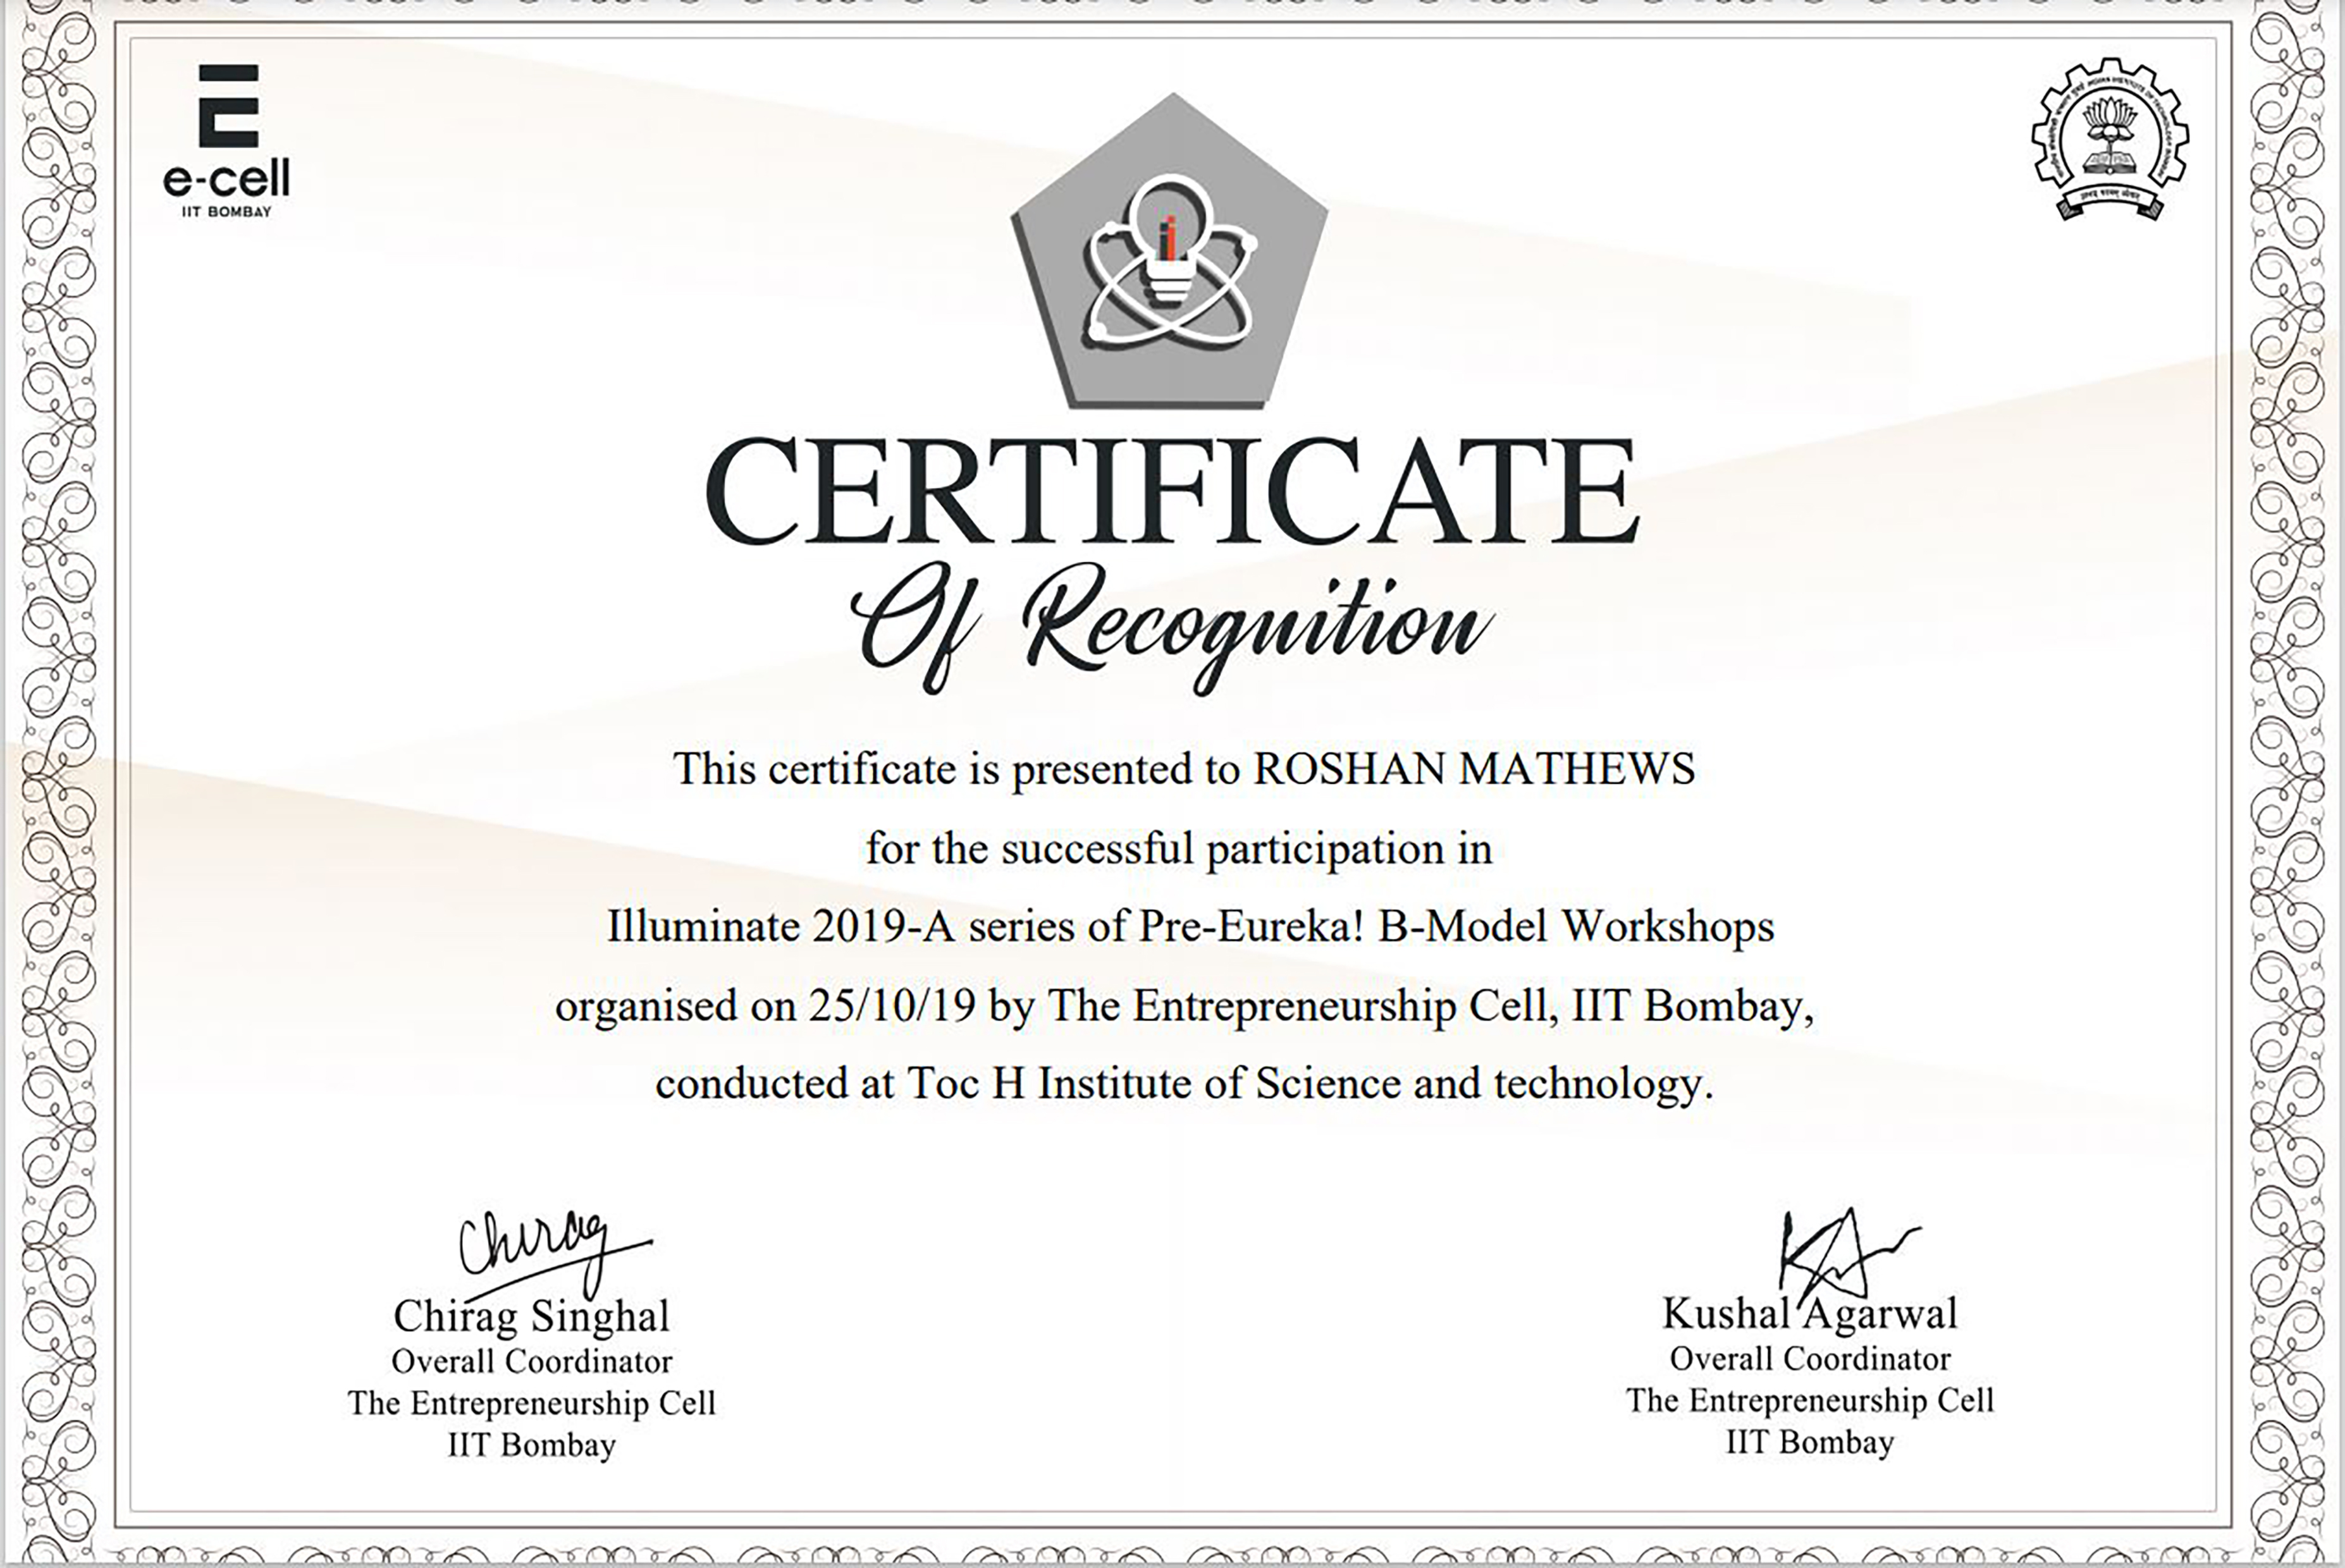 e-cell
IIT BOMBAY
CERTIFICATE
Of Recognition
This certificate is presented to ROSHAN MATHEWS
for the successful participation in
Illuminate 2019-A series of Pre-Eureka! B-Model Workshops
organised on 25/10/19 by The Entrepreneurship Cell, IIT Bombay,
conducted at Toc H Institute of Science and technology.
Chirag
Chirag Singhal
Overall Coordinator
The Entrepreneurship Cell
IIT Bombay
Kushal Agarwal
Overall Coordinator
The Entrepreneurship Cell
IIT Bombay